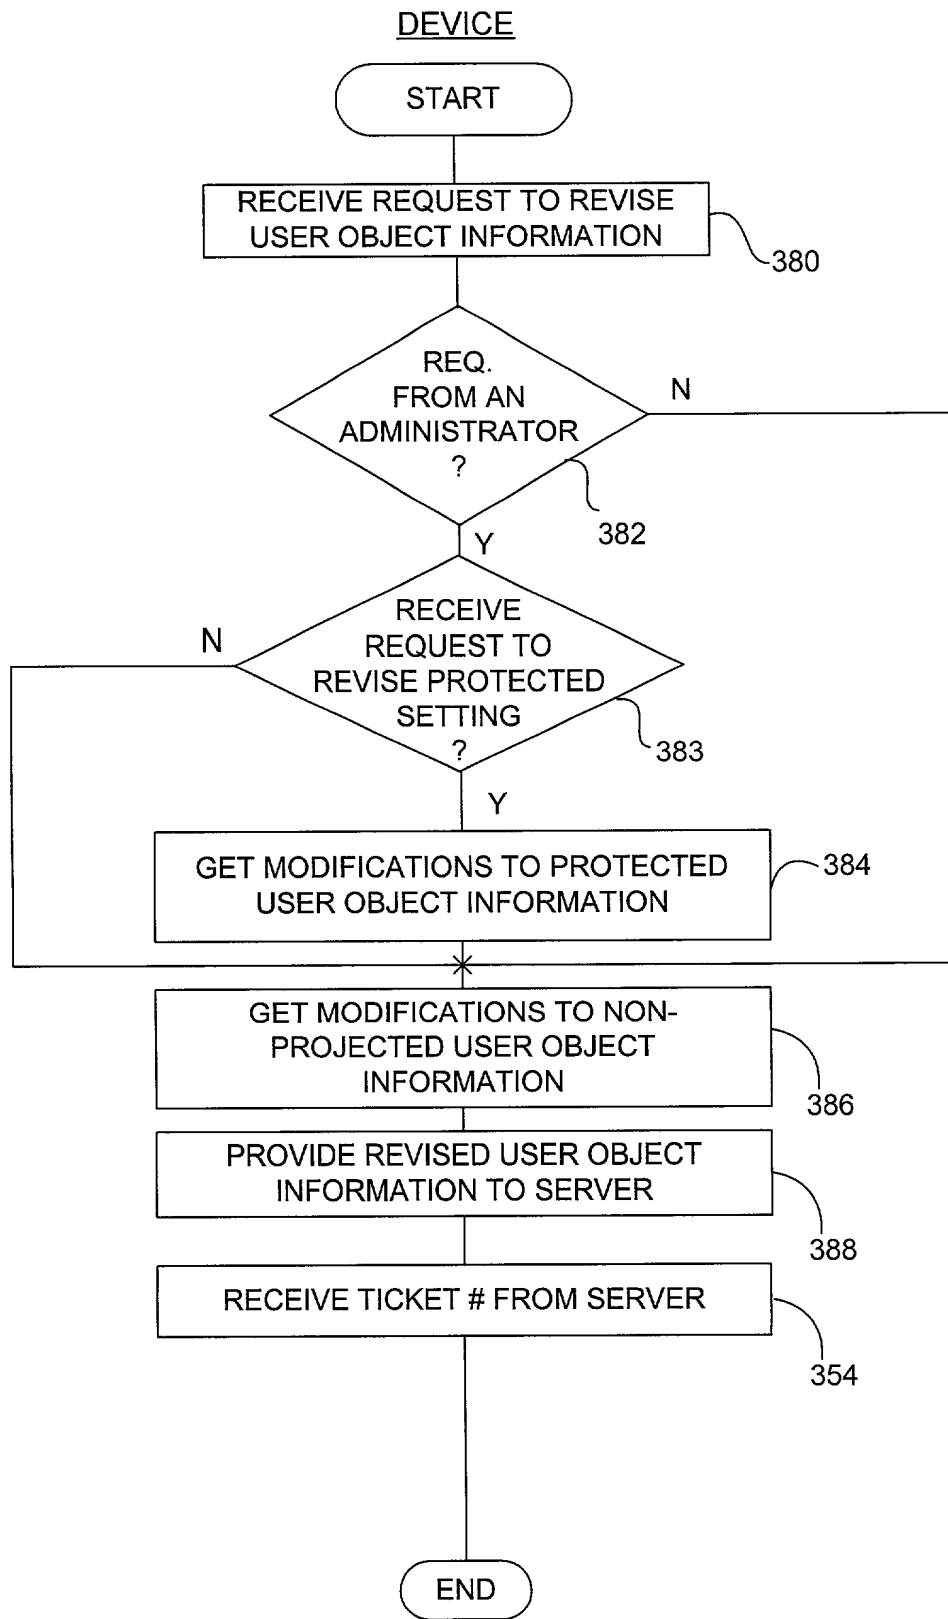 DEVICE
START
RECEIVE REQUEST TO REVISE
USER OBJECT INFORMATION
380
REQ.
FROM AN
ADMINISTRATOR
?
N
382
Y
RECEIVE
REQUEST TO
REVISE PROTECTED
SETTING
?
N
383
Y
GET MODIFICATIONS TO PROTECTED
USER OBJECT INFORMATION
384
GET MODIFICATIONS TO NON-
PROJECTED USER OBJECT
INFORMATION
386
PROVIDE REVISED USER OBJECT
INFORMATION TO SERVER
388
RECEIVE TICKET # FROM SERVER
354
END